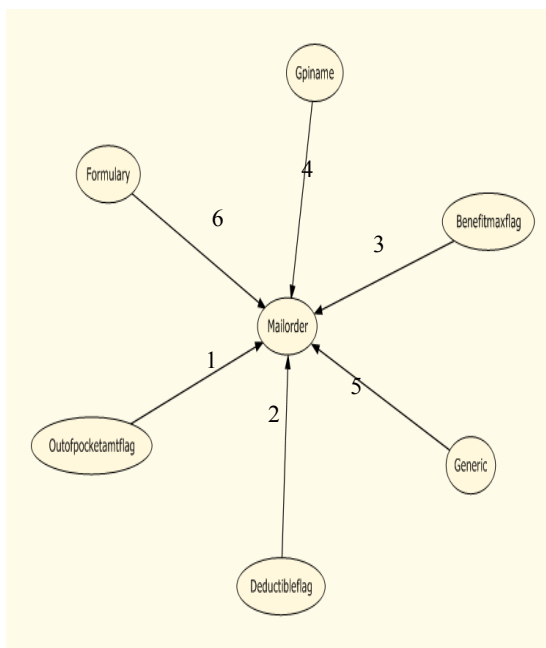 Gpiname
4
Formulary
6
Benefitmaxflag
3
Mailorder
1
5
2
Outofpocketamtflag
Generic
Deductibleflag